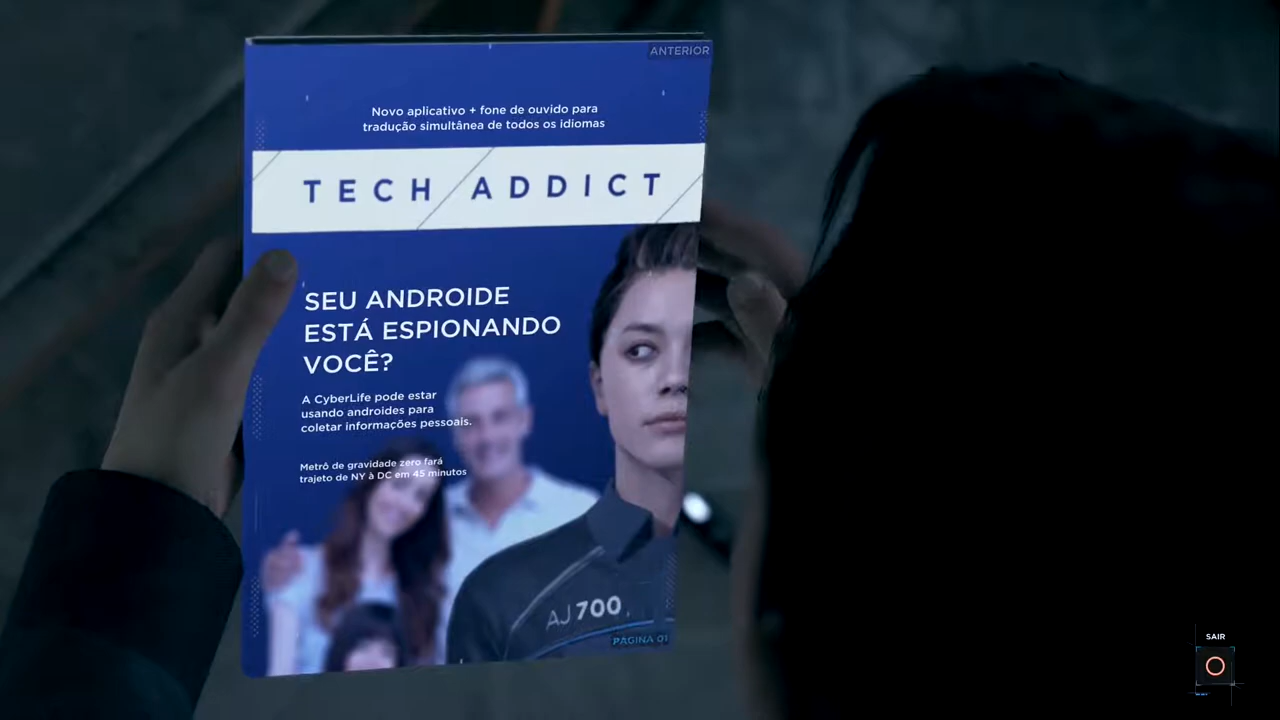 ANTERIOR
Novo aplicativo + fone de ouvido para
tradução simultânea de todos os idiomas
TECH ADDICT
SEU ANDROIDE
ESTÁ ESPIONANDO
VOCÊ?
A CyberLife pode estar
usando androides para
coletar informações pessoais.
Metrô de gravidade zero fará
trajeto de NY à DC em 45 minutos
AJ700
PÁGINA 01
SAIR